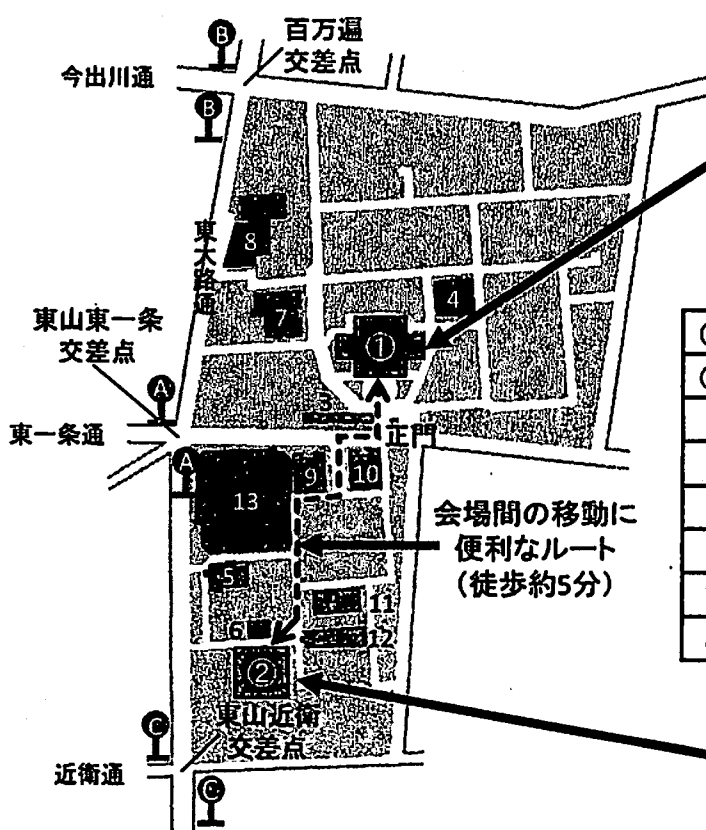 B
百万遍
交差点
今出川通
B
東大路通
8
4
7
①
東山東一条
交差点
A
3
東一条通
正門
A
9
10
13
会場間の移動に
便利なルート
(徒歩約5分)
5
11
6
12
②
東山近衛
交差点
C
近衛通
C